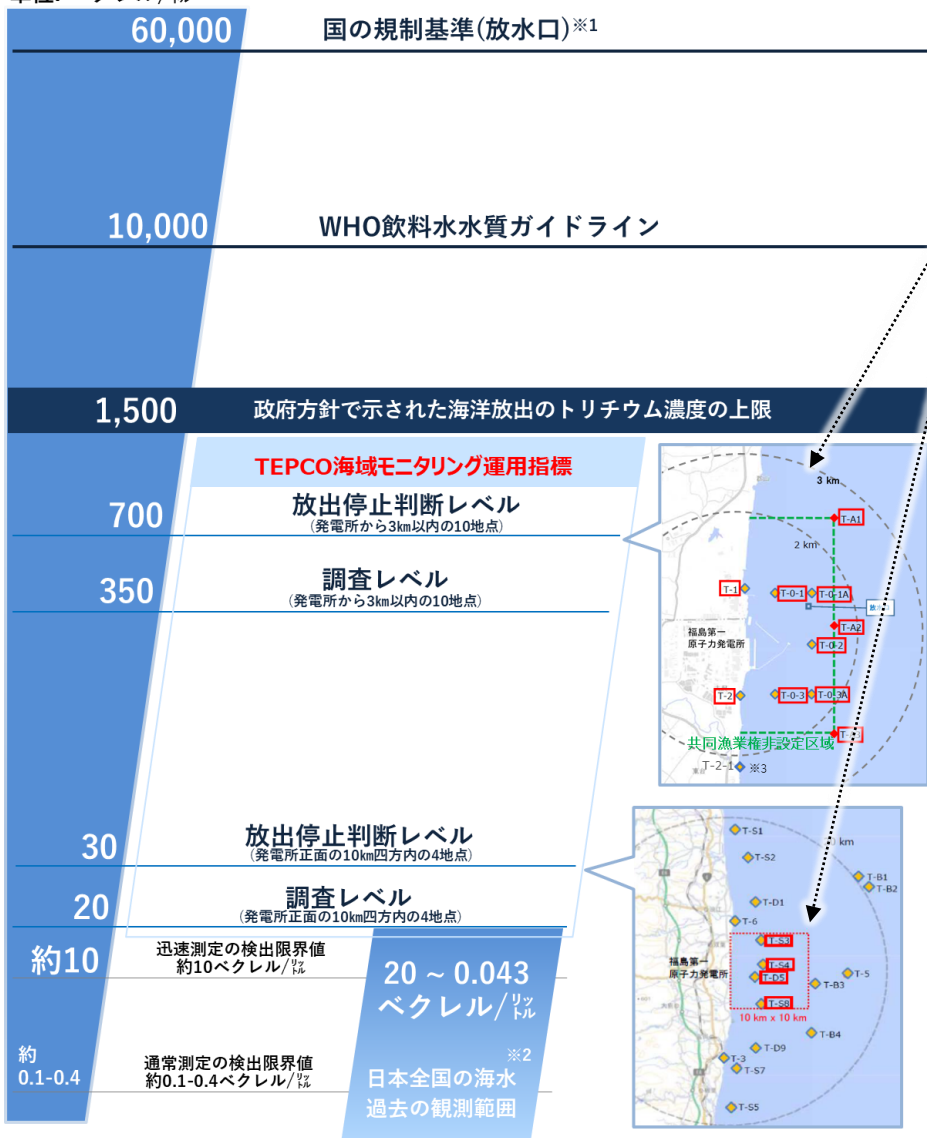 60,000
国の規制基準(放水口)※1
10,000
WHO飲料水水質ガイドライン
1,500
政府方針で示された海洋放出のトリチウム濃度の上限
TEPCO海域モニタリング運用指標
700
放出停止判断レベル
(発電所から3km以内の10地点)
350
調査レベル
(発電所から3km以内の10地点)
3 km
T-A1
2 km
T-1
T-0-1
T-0-1A
福島第一
原子力発電所
T-A2
T-0-2
T-2
T-0-3
T-0-3A
共同漁業権非設定区域
T-2-1
※3
30
放出停止判断レベル
(発電所正面の10km四方内の4地点)
20
調査レベル
(発電所正面の10km四方内の4地点)
約10
迅速測定の検出限界値
約10ベクレル/リットル
20 ~ 0.043
ベクレル/リットル
※2
日本全国の海水
過去の観測範囲
約
0.1-0.4
通常測定の検出限界値
約0.1-0.4ベクレル/リットル
T-S1
km
T-S2
T-B1
T-B2
T-D1
T-6
T-S3
福島第一
原子力発電所
T-S4
T-D5
T-5
T-B3
T-S8
10 km x 10 km
T-B4
T-D9
T-3
T-S7
T-S5